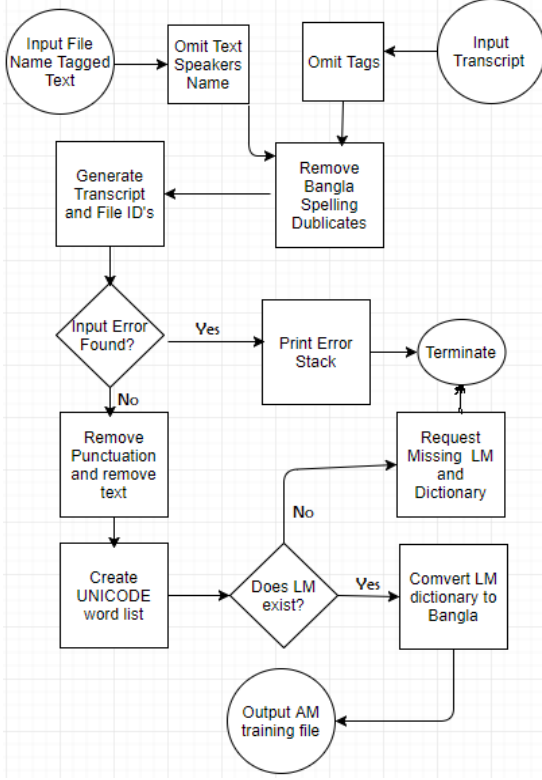 Input File
Name Tagged
Text
Omit Text
Speakers
Name
Omit Tags
Input
Transcript
Generate
Transcript
and File ID's
Remove
Bangla
Spelling
Dublicates
Input Error
Found?
Yes
Print Error
Stack
Terminate
No
Remove
Punctuation
and remove
text
Request
Missing LM
and
Dictionary
No
Create
UNICODE
word list
Does LM
exist?
Yes
Comvert LM
dictionary to
Bangla
Output AM
training file